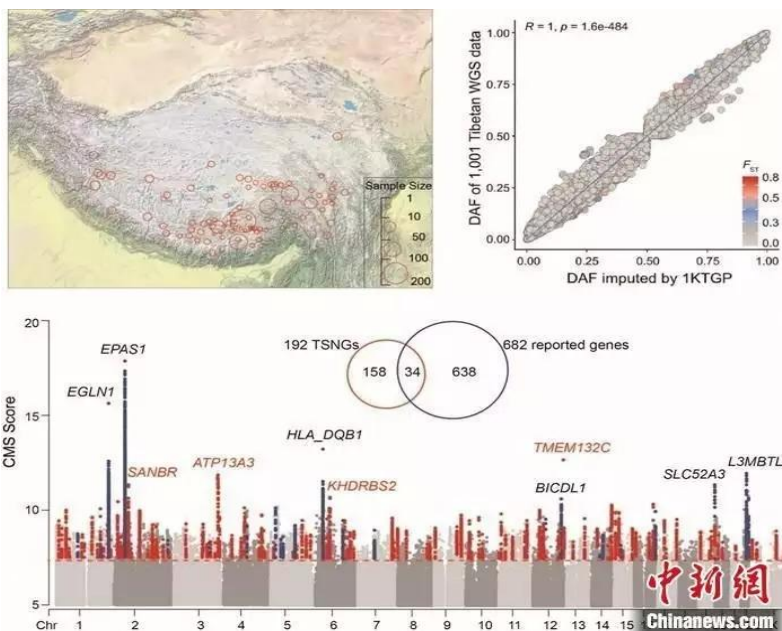 Sample Size
1
10
50
100
200
R = 1, p = 1.6e-484
DAF of 1,001 Tibetan WGS data
1.00
0.75
0.50
0.25
0.00
0.00 0.25 0.50 0.75 1.00
DAF imputed by 1KTGP
FST
0.8
0.5
0.3
0.0
CMS Score
20
15
10
5
192 TSNGs
682 reported genes
158 34 638
EPAS1
EGLN1
SANBR
ATP13A3
HLA_DQB1
KHDRBS2
TMEM132C
BICDL1
SLC52A3
L3MBTL
Chr 1 2 3 4 5 6 7 8 9 10 11 12 13 14 15
中新網
Chinanews.com